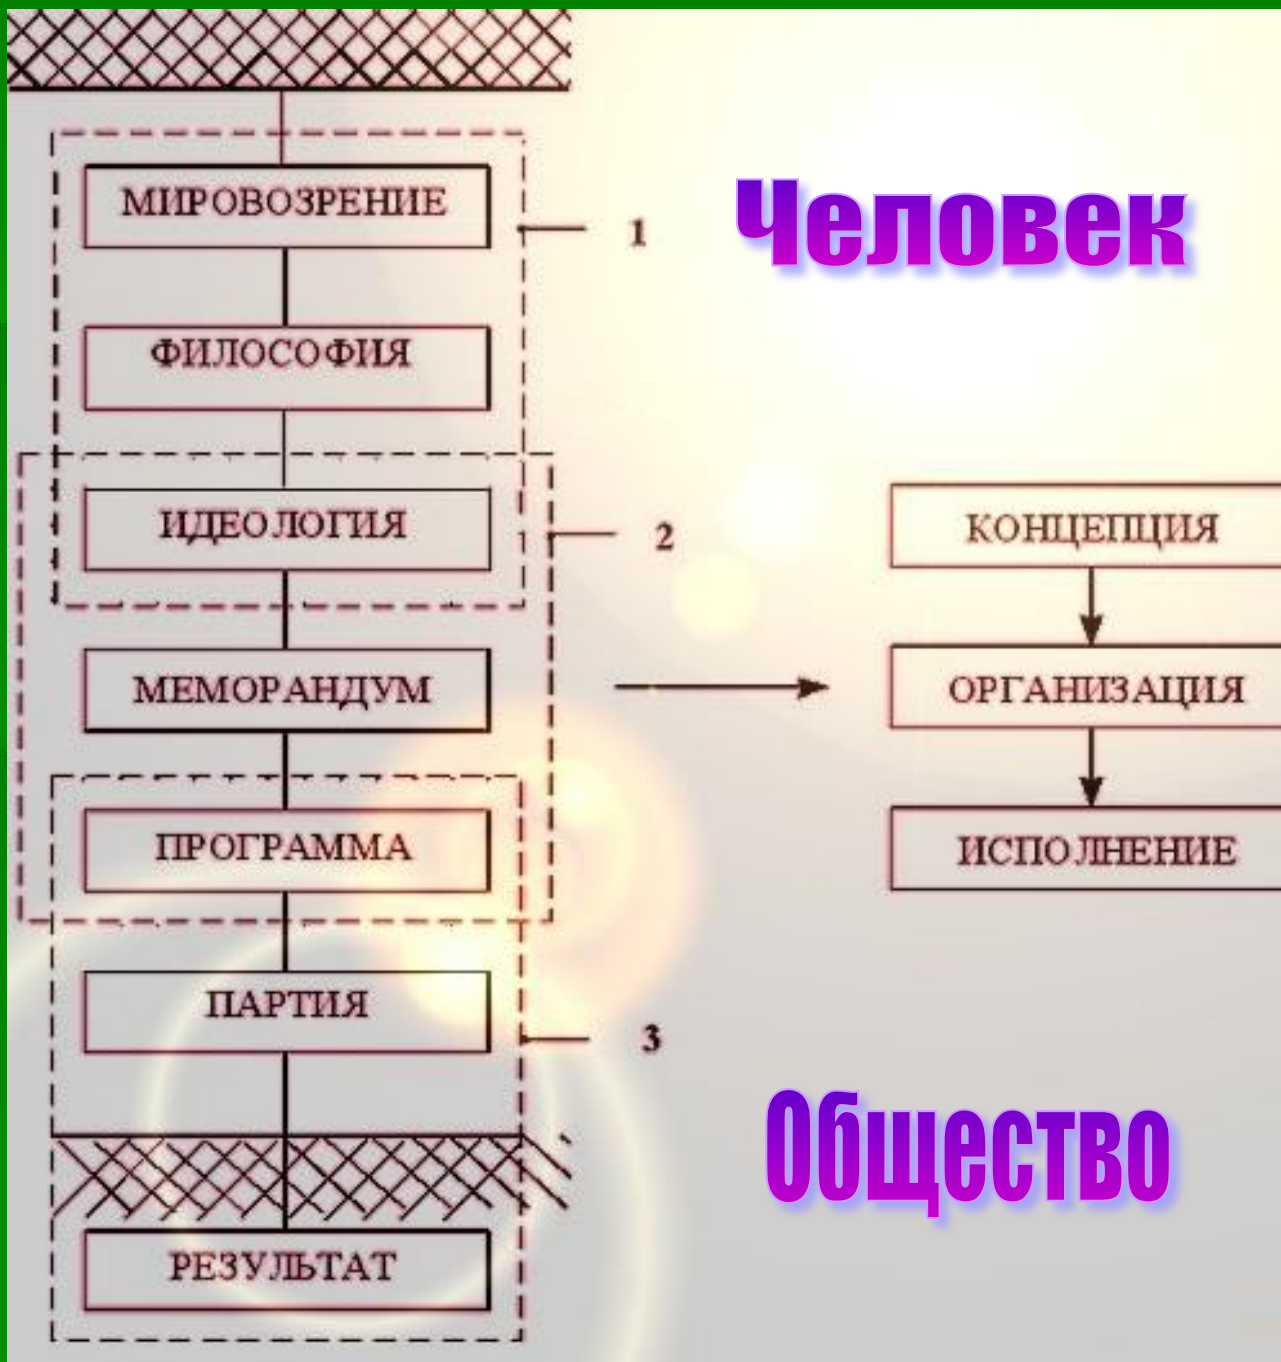 МИРОВОЗРЕНИЕ
1
Человек
ФИЛОСОФИЯ
ИДЕОЛОГИЯ
2
КОНЦЕПЦИЯ
МЕМОРАНДУМ
ОРГАНИЗАЦИЯ
ПРОГРАММА
ИСПОЛНЕНИЕ
ПАРТИЯ
3
Общество
РЕЗУЛЬТАТ